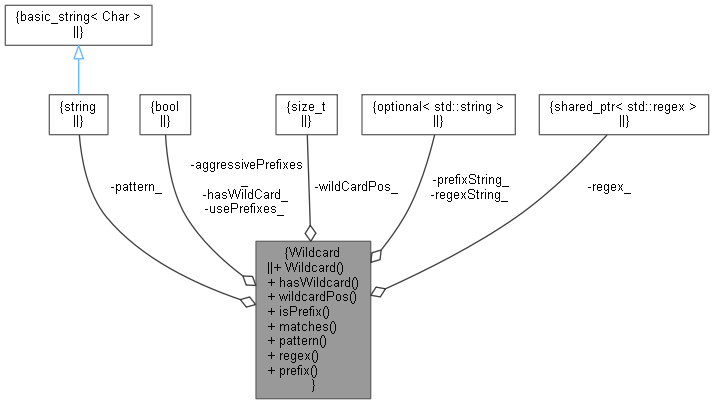 {basic_string< Char >
||}
{string
||}
{bool
||}
{size_t
||}
{optional< std::string >
||}
{shared_ptr< std::regex >
||}
-pattern_
-aggressivePrefixes
_
-hasWildCard_
-usePrefixes_
-wildCardPos_
-prefixString_
-regexString_
-regex_
{Wildcard
||+ Wildcard()
+ hasWildcard()
+ wildcardPos()
+ isPrefix()
+ matches()
+ pattern()
+ regex()
+ prefix()
}